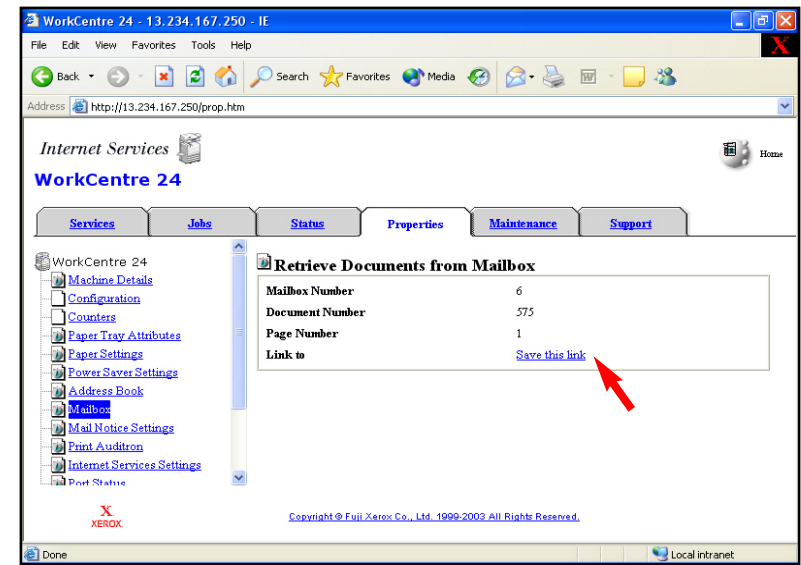 WorkCentre 24 - 13.234.167.250 - IE
File Edit View Favorites Tools Help
X
Back Search Favorites Media
Address http://13.234.167.250/prop.htm
Internet Services
Home
WorkCentre 24
Services Jobs Status Properties Maintenance Support
WorkCentre 24
Machine Details
Configuration
Counters
Paper Tray Attributes
Paper Settings
Power Saver Settings
Address Book
Mailbox
Mail Notice Settings
Print Auditron
Internet Services Settings
Port Status
Retrieve Documents from Mailbox
Mailbox Number 6
Document Number 575
Page Number 1
Link to Save this link
X
XEROX.
Copyright © Fuji Xerox Co., Ltd. 1999-2003 All Rights Reserved.
Done Local intranet